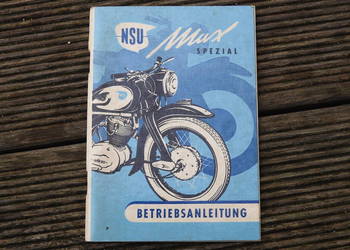 NSU Max
SPEZIAL
BETRIEBSANLEITUNG